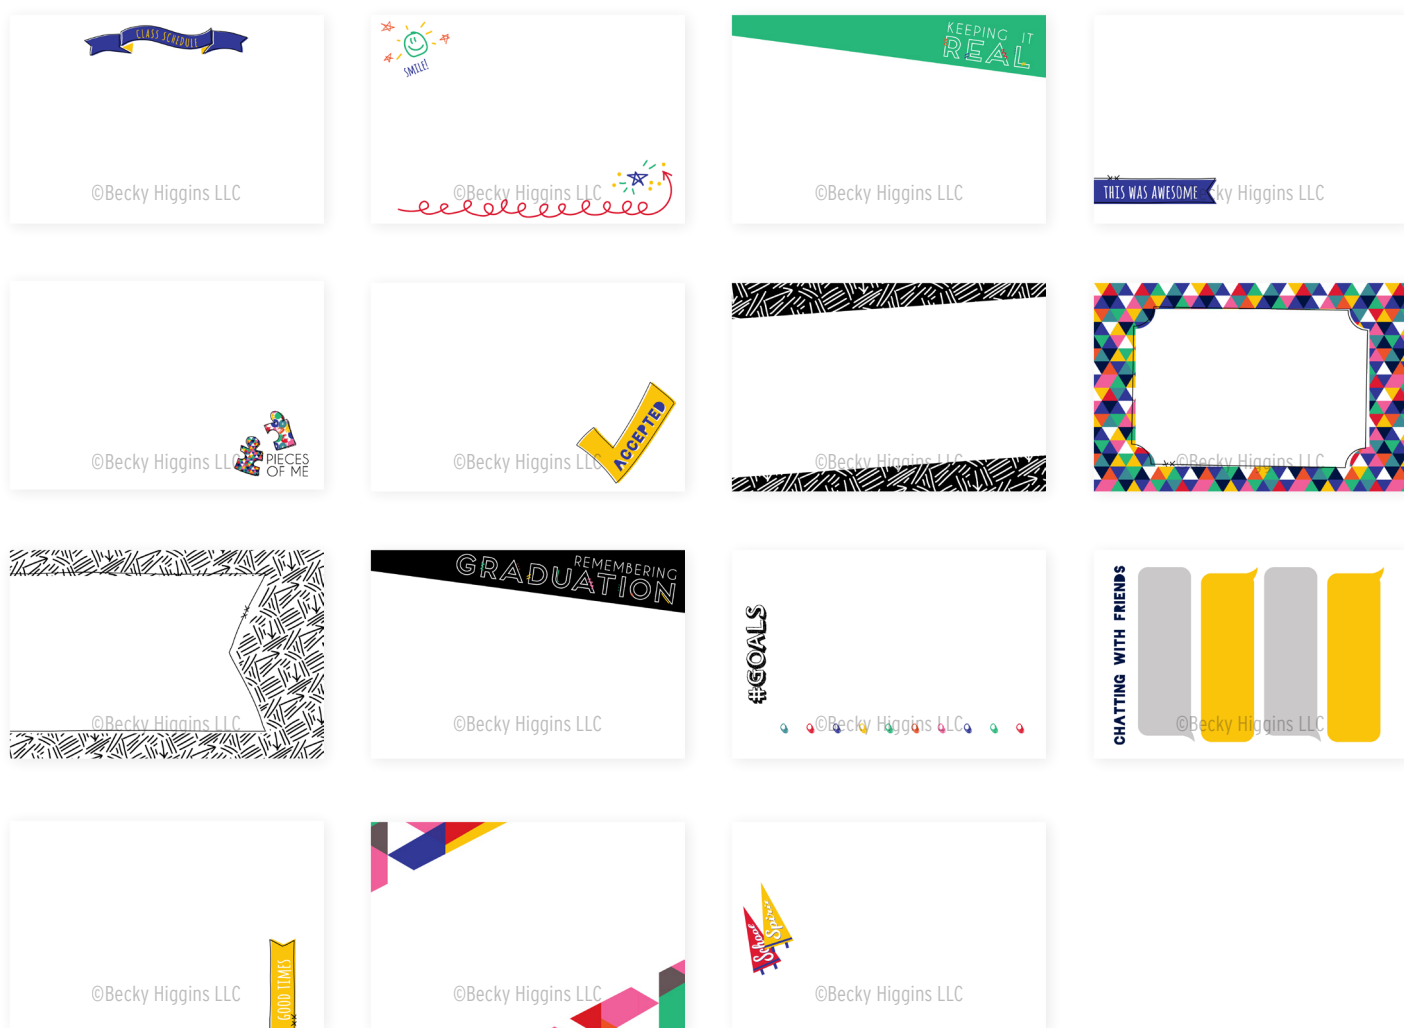 CLASS SCHEDULE
©Becky Higgins LLC
SMILE!
©Becky Higgins LLC
KEEPING IT
REAL
©Becky Higgins LLC
THIS WAS AWESOME
ky Higgins LLC
PIECES
OF ME
©Becky Higgins LLC
ACCEPTED
©Becky Higgins LLC
©Becky Higgins LLC
©Becky Higgins LLC
©Becky Higgins LLC
REMEMBERING
GRADUATION
©Becky Higgins LLC
#GOALS
©Becky Higgins LLC
CHATTING WITH FRIENDS
©Becky Higgins LLC
GOOD TIMES
©Becky Higgins LLC
©Becky Higgins LLC
School
Spirit
©Becky Higgins LLC